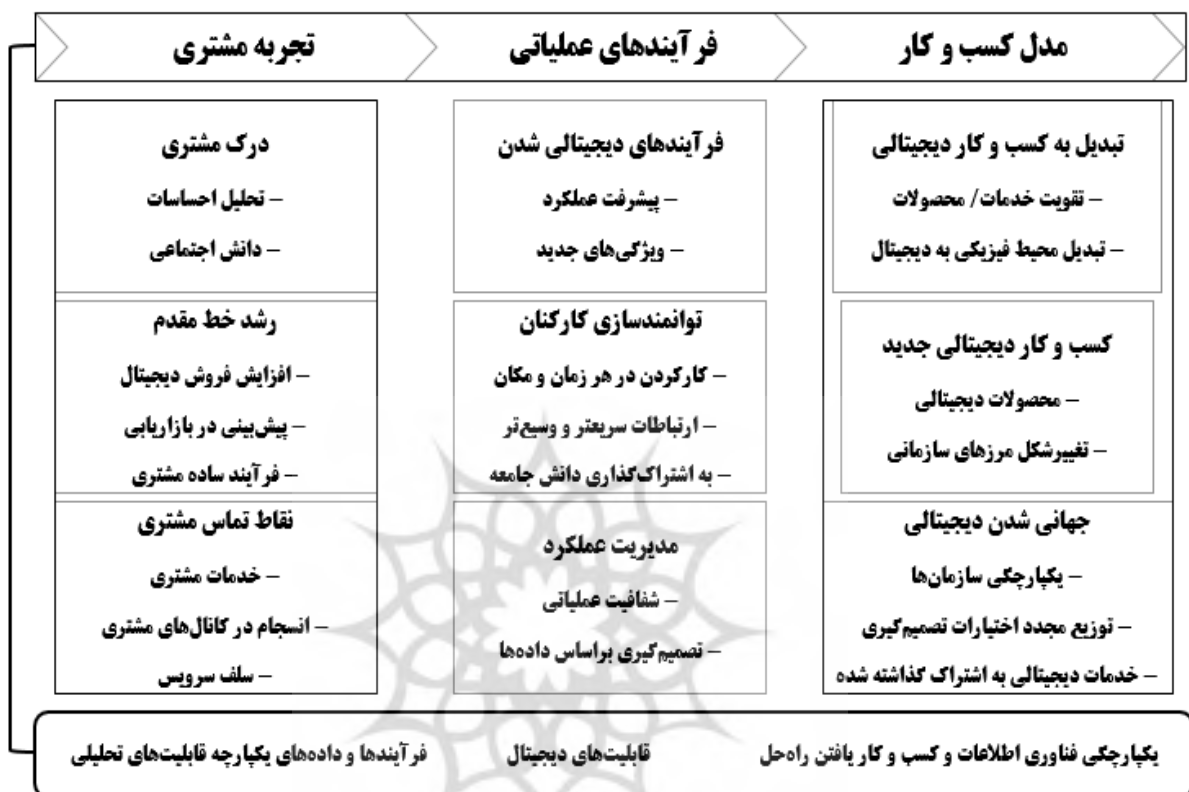 مدل کسب و کار
فرآیندهای عملیاتی
تجربه مشتری
تبدیل به کسب و کار دیجیتالی
– تقویت خدمات/ محصولات
– تبدیل محیط فیزیکی به دیجیتال
کسب و کار دیجیتالی جدید
– محصولات دیجیتالی
– تغییرشکل مرزهای سازمانی
جهانی شدن دیجیتالی
– یکپارچگی سازمان‌ها
– توزیع مجدد اختیارات تصمیم‌گیری
– خدمات دیجیتالی به اشتراک گذاشته شده
فرآیندهای دیجیتالی شدن
– پیشرفت عملکرد
– ویژگی‌های جدید
توانمندسازی کارکنان
– کارکردن در هر زمان و مکان
– ارتباطات سریعتر و وسیع‌تر
– به اشتراک‌گذاری دانش جامعه
مدیریت عملکرد
– شفافیت عملیاتی
– تصمیم‌گیری براساس داده‌ها
درک مشتری
– تحلیل احساسات
– دانش اجتماعی
رشد خط مقدم
– افزایش فروش دیجیتال
– پیش‌بینی در بازاریابی
– فرآیند ساده مشتری
نقاط تماس مشتری
– خدمات مشتری
– انسجام در کانال‌های مشتری
– سلف سرویس
یکپارچگی فناوری اطلاعات و کسب و کار یافتن راه‌حل
قابلیت‌های دیجیتال
فرآیندها و داده‌های یکپارچه قابلیت‌های تحلیلی